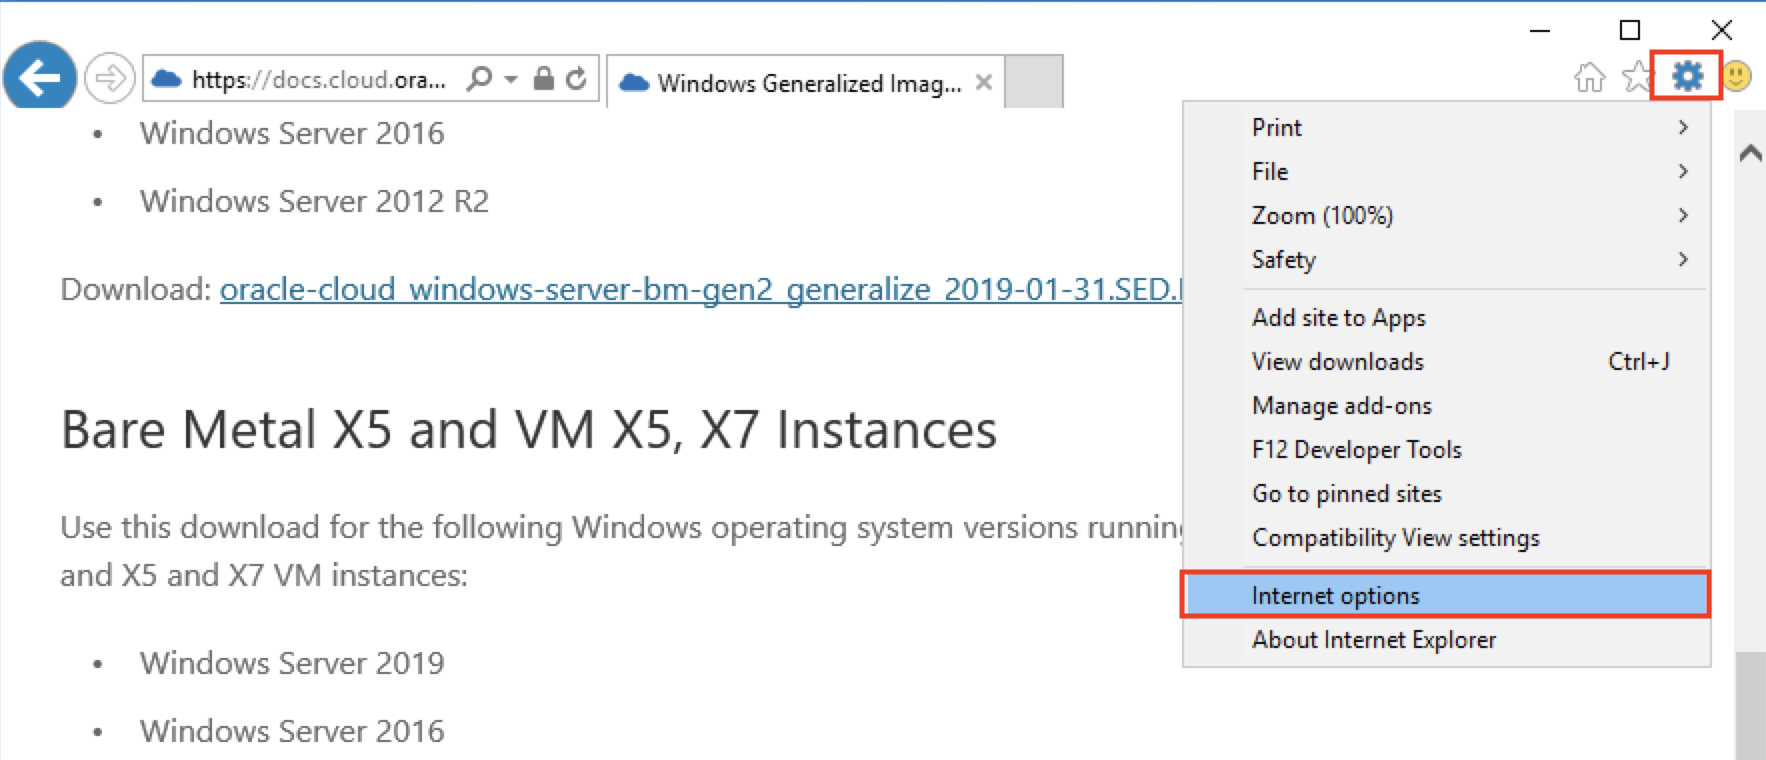 https://docs.cloud.ora...
Windows Generalized Imag...
• Windows Server 2016
• Windows Server 2012 R2
Download: oracle-cloud_windows-server-bm-gen2_generalize_2019-01-31.SED.
Bare Metal X5 and VM X5, X7 Instances
Use this download for the following Windows operating system versions running
and X5 and X7 VM instances:
• Windows Server 2019
• Windows Server 2016
Print
File
Zoom (100%)
Safety
Add site to Apps
View downloads Ctrl+J
Manage add-ons
F12 Developer Tools
Go to pinned sites
Compatibility View settings
Internet options
About Internet Explorer